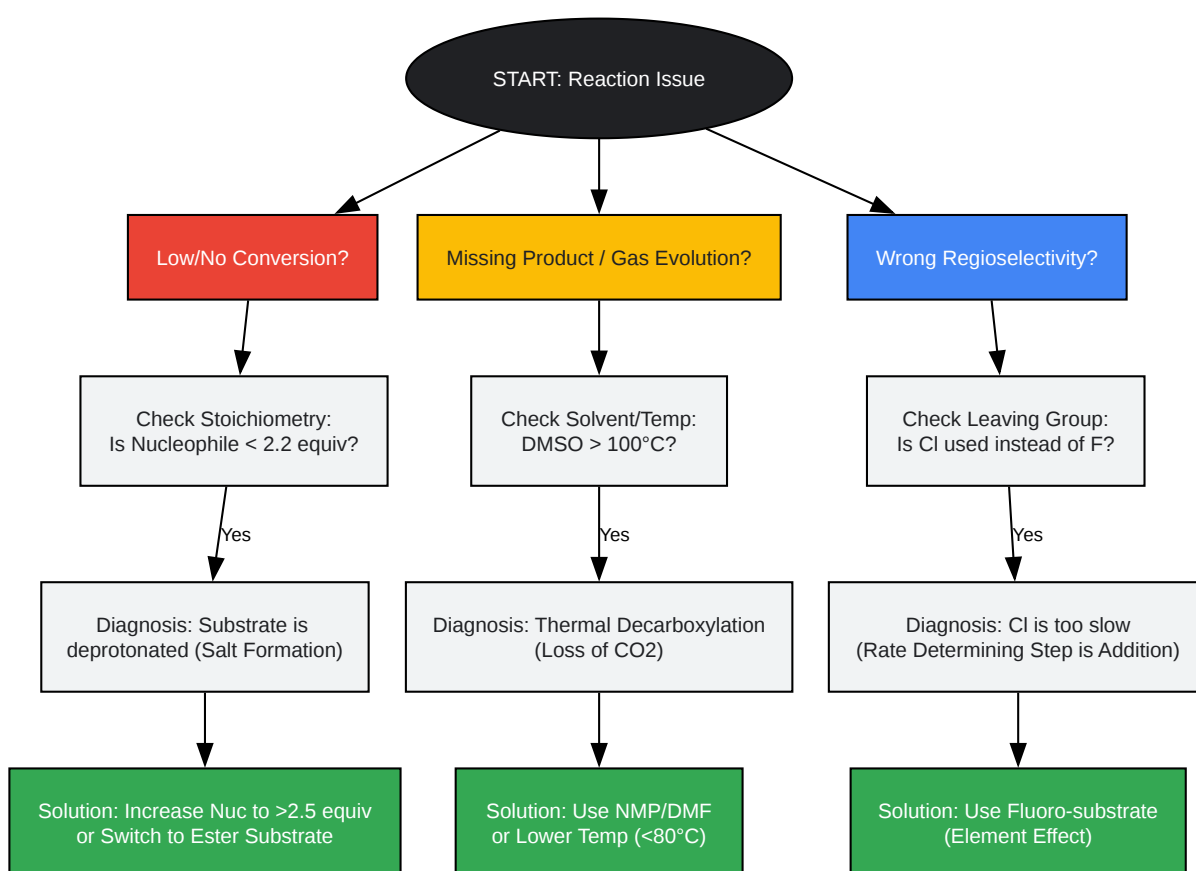 START: Reaction Issue
Low/No Conversion?
Missing Product / Gas Evolution?
Wrong Regioselectivity?
Check Stoichiometry:
Is Nucleophile < 2.2 equiv?
Check Solvent/Temp:
DMSO > 100°C?
Check Leaving Group:
Is Cl used instead of F?
Yes
Yes
Yes
Diagnosis: Substrate is
deprotonated (Salt Formation)
Diagnosis: Thermal Decarboxylation
(Loss of CO2)
Diagnosis: Cl is too slow
(Rate Determining Step is Addition)
Solution: Increase Nuc to >2.5 equiv
or Switch to Ester Substrate
Solution: Use NMP/DMF
or Lower Temp (<80°C)
Solution: Use Fluoro-substrate
(Element Effect)